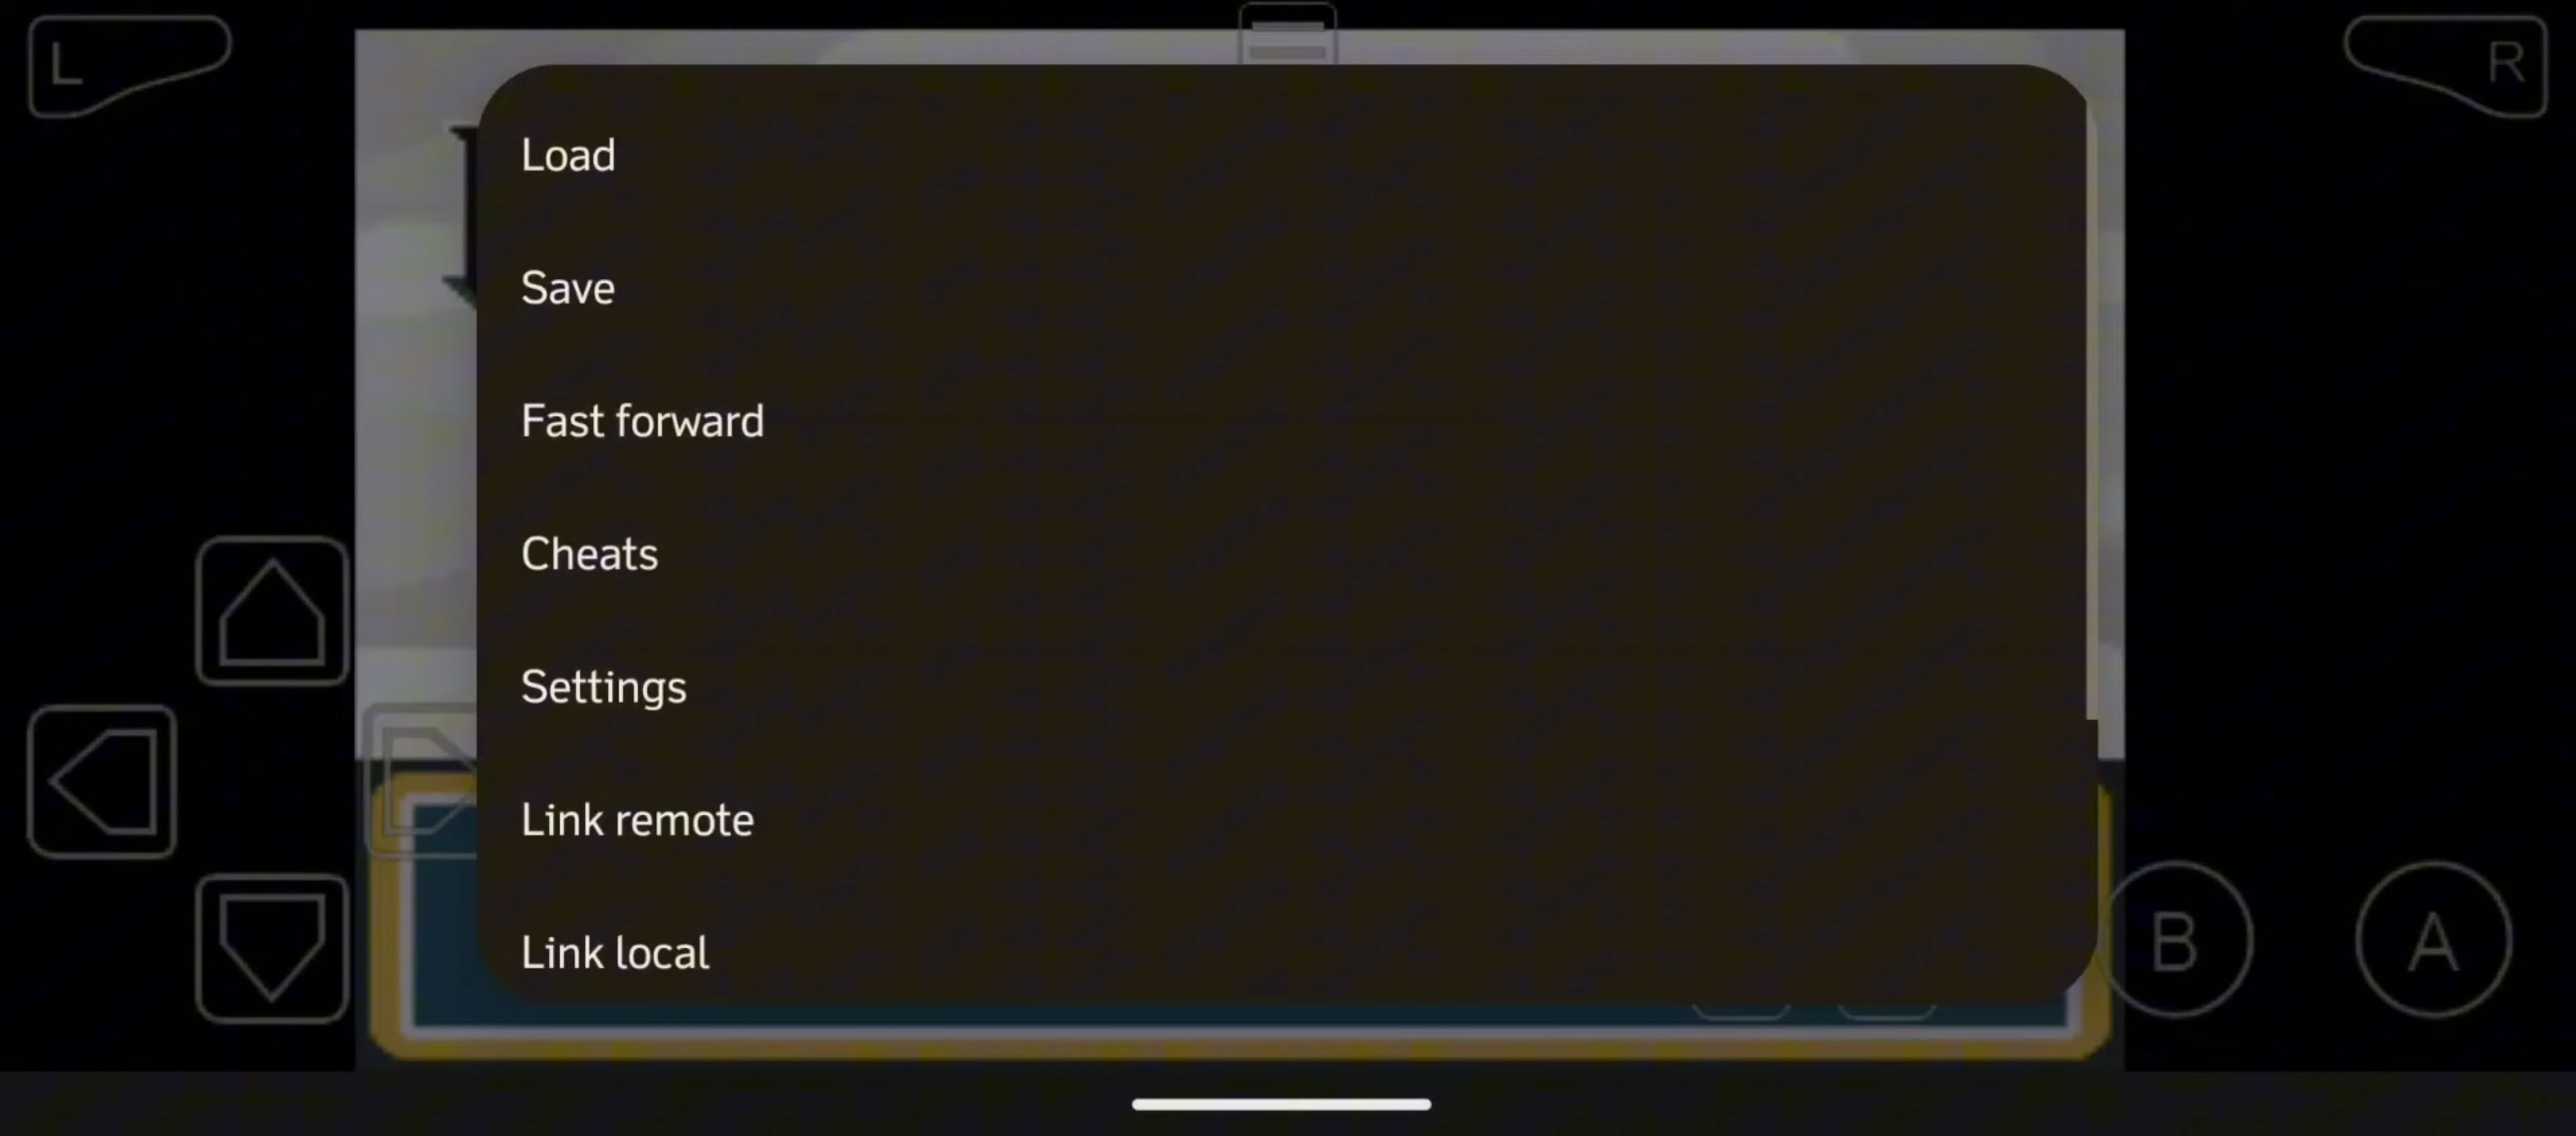 L
R
Load
Save
Fast forward
Cheats
Settings
Link remote
Link local
B
A